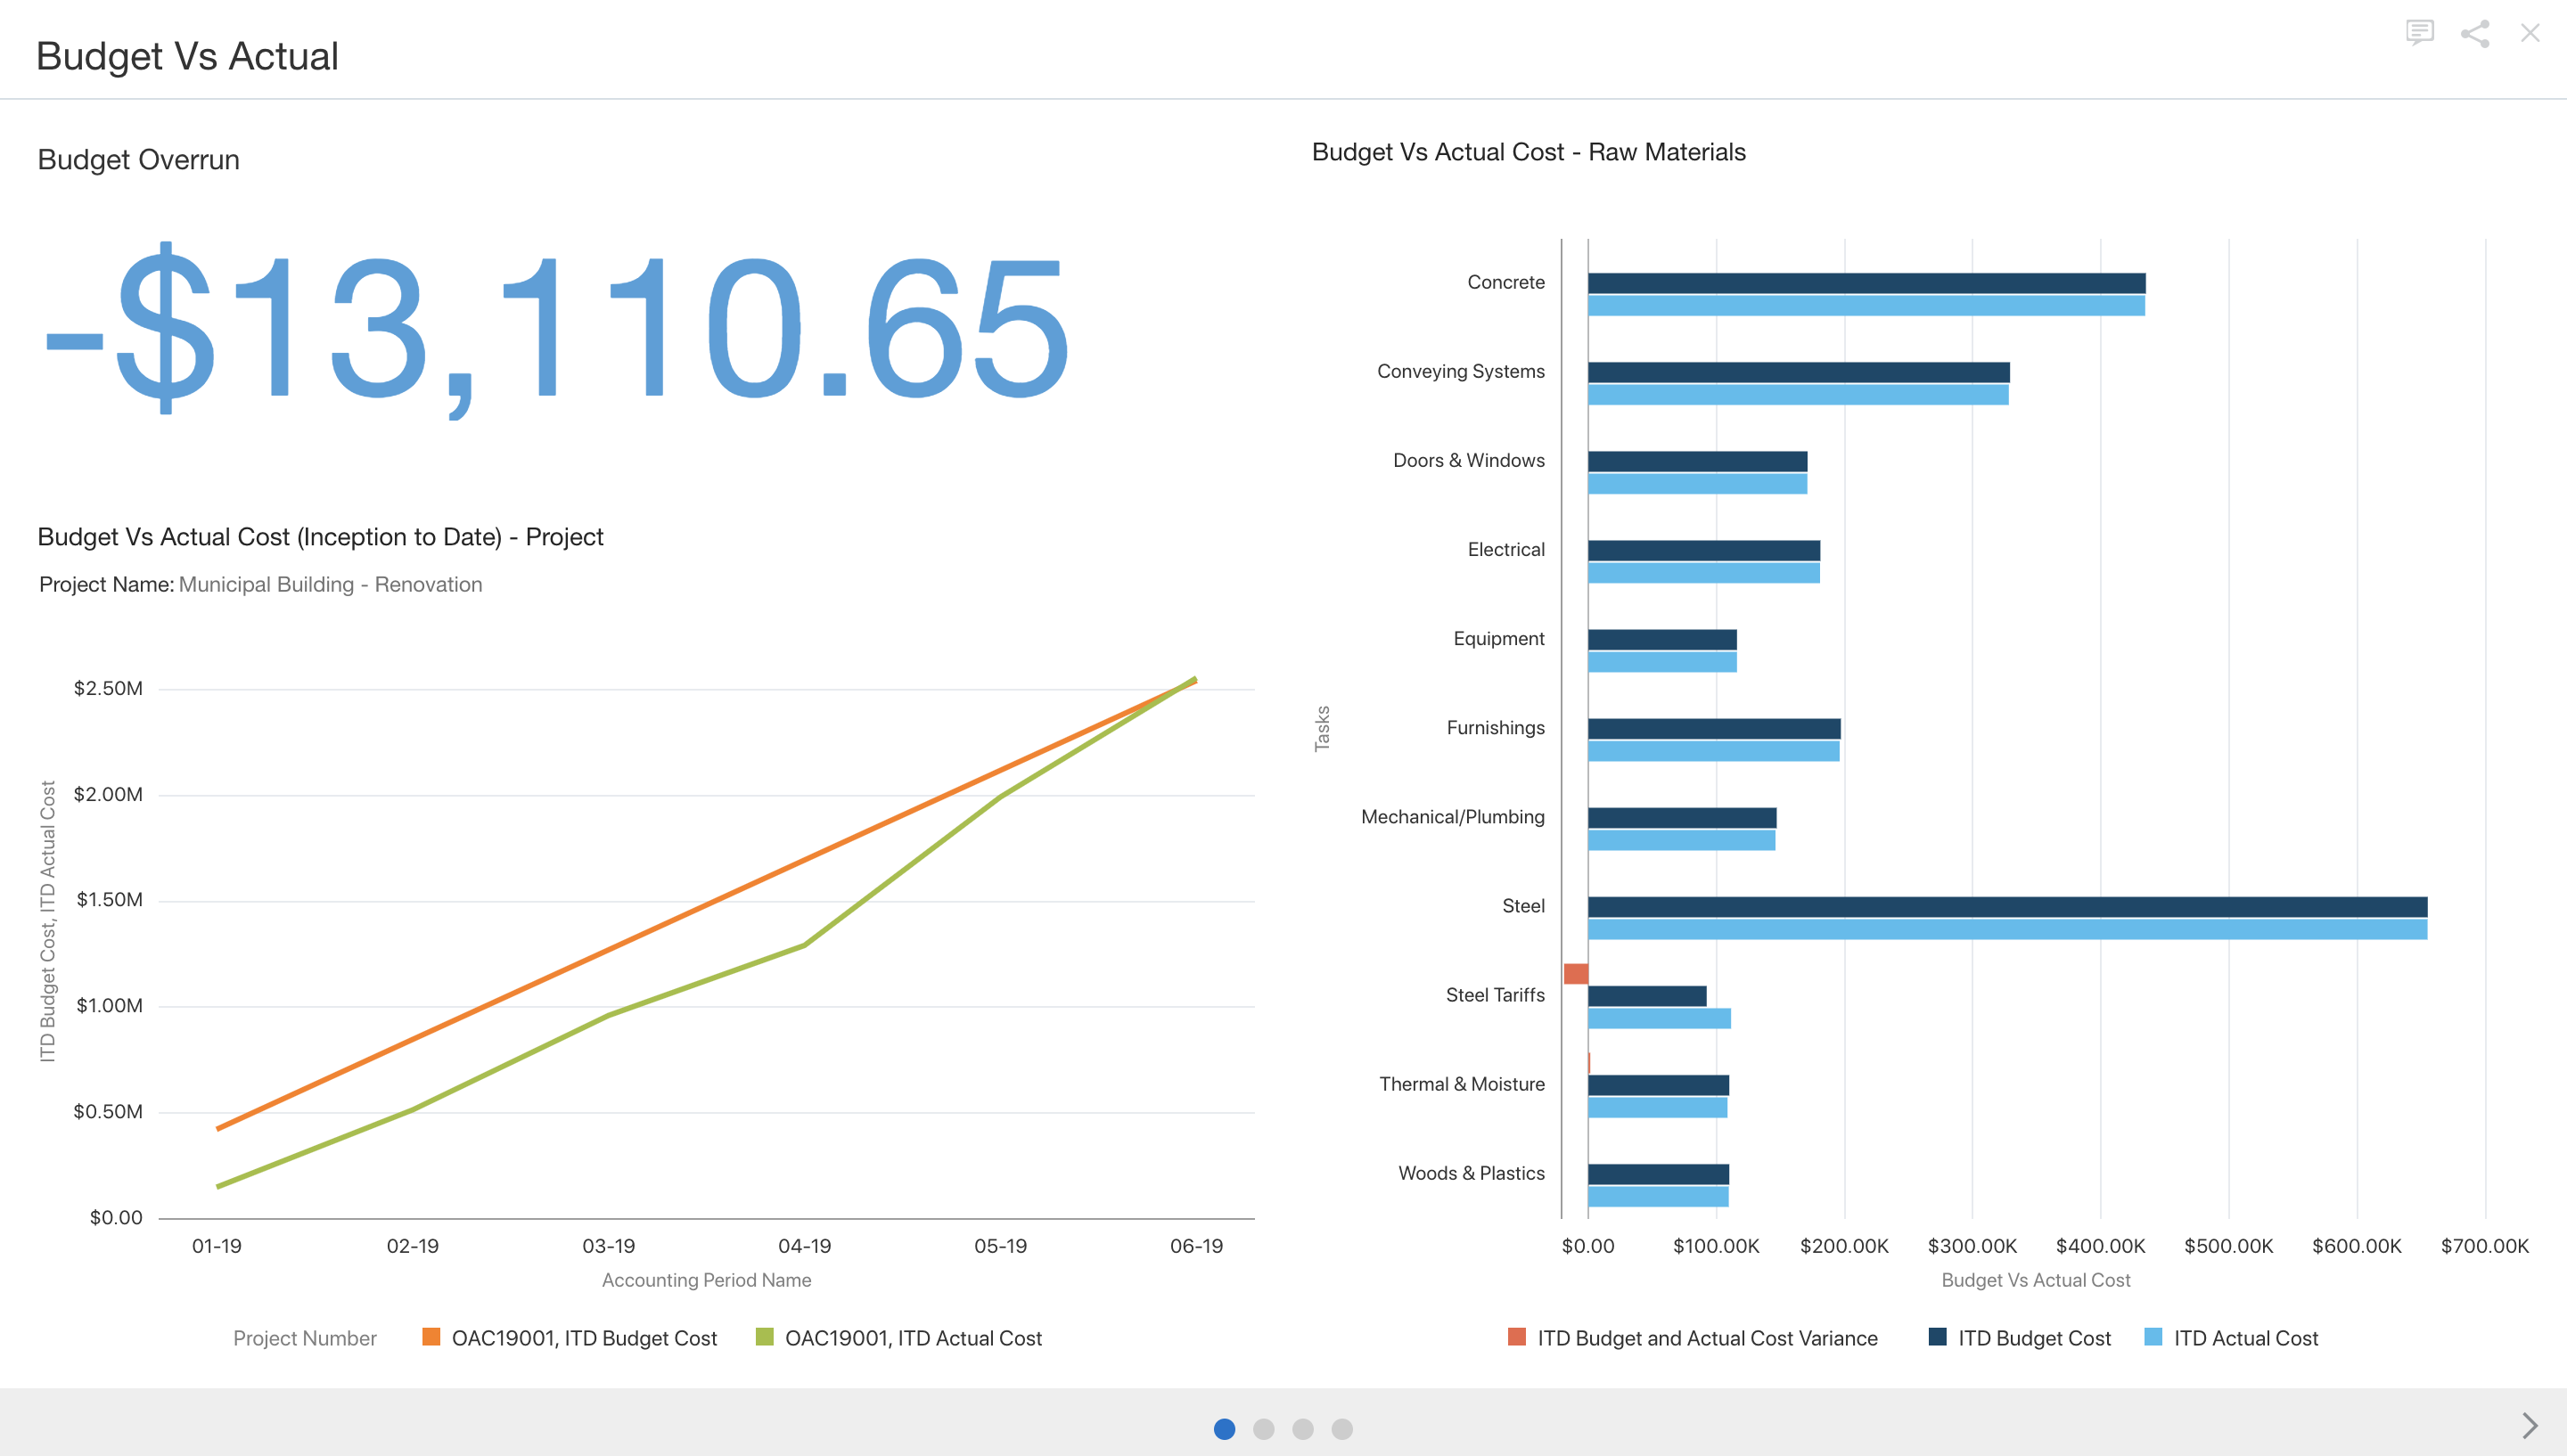 Budget Vs Actual
Budget Overrun
-$13,110.65
Budget Vs Actual Cost (Inception to Date) - Project
Project Name: Municipal Building - Renovation
ITD Budget Cost, ITD Actual Cost
$2.50M
$2.00M
$1.50M
$1.00M
$0.50M
$0.00
01-19 02-19 03-19 04-19 05-19 06-19
Accounting Period Name
Project Number OAC19001, ITD Budget Cost OAC19001, ITD Actual Cost
Budget Vs Actual Cost - Raw Materials
Tasks
Concrete
Conveying Systems
Doors & Windows
Electrical
Equipment
Furnishings
Mechanical/Plumbing
Steel
Steel Tariffs
Thermal & Moisture
Woods & Plastics
$0.00 $100.00K $200.00K $300.00K $400.00K $500.00K $600.00K $700.00K
Budget Vs Actual Cost
ITD Budget and Actual Cost Variance ITD Budget Cost ITD Actual Cost